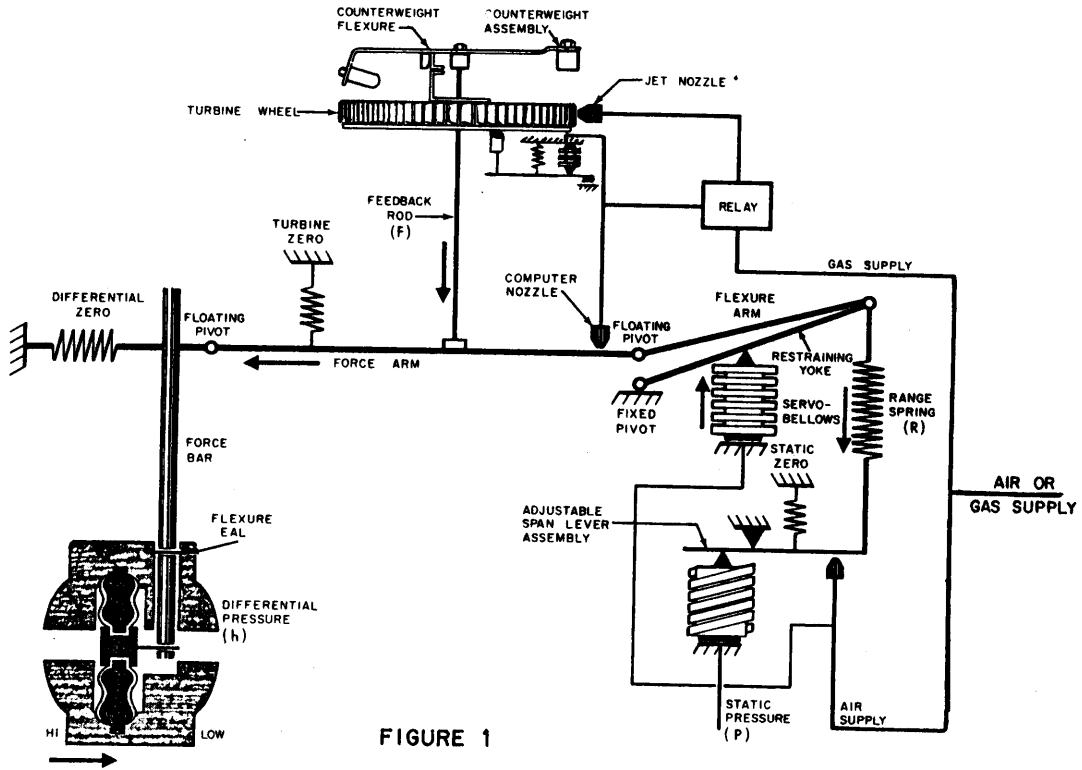 COUNTERWEIGHT
FLEXURE
COUNTERWEIGHT
ASSEMBLY
JET NOZZLE
TURBINE WHEEL
RELAY
FEEDBACK
ROD
(F)
TURBINE
ZERO
GAS SUPPLY
COMPUTER
NOZZLE
FLEXURE
ARM
DIFFERENTIAL
ZERO
FLOATING
PIVOT
FLOATING
PIVOT
FORCE ARM
RESTRAINING
YOKE
FIXED
PIVOT
SERVO-
BELLOWS
RANGE
SPRING
(R)
FORCE
BAR
STATIC
ZERO
AIR OR
GAS SUPPLY
FLEXURE
EAL
ADJUSTABLE
SPAN LEVER
ASSEMBLY
DIFFERENTIAL
PRESSURE
(h)
STATIC
PRESSURE
(P)
AIR
SUPPLY
HI
LOW
FIGURE 1